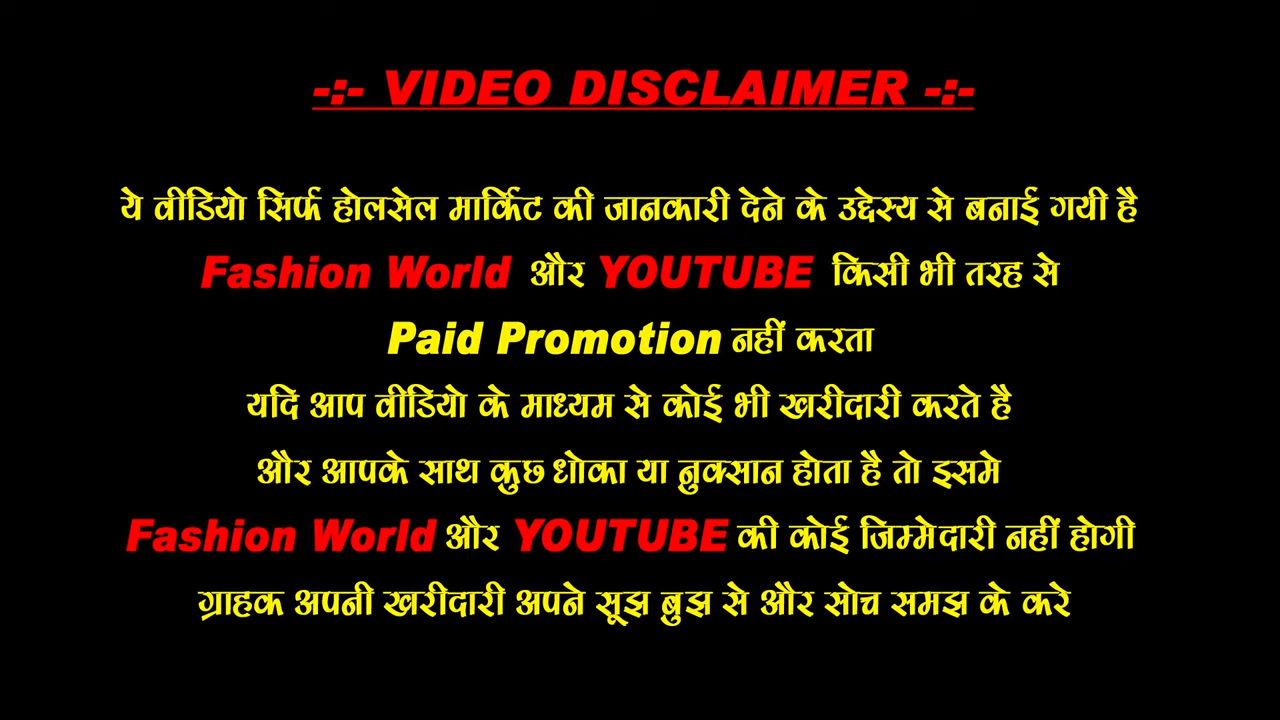 -:- VIDEO DISCLAIMER -:-
ये वीडियो सिर्फ होलसेल मार्किट की जानकारी देने के उद्देस्य से बनाई गयी है
Fashion World और YOUTUBE किसी भी तरह से
Paid Promotion नहीं करता
यदि आप वीडियो के माध्यम से कोई भी खरीदारी करते है
और आपके साथ कुछ धोका या नुक्सान होता है तो इसमे
Fashion World और YOUTUBE की कोई जिम्मेदारी नहीं होगी
ग्राहक अपनी खरीदारी अपने सूझ बुझ से और सोच समझ के करे